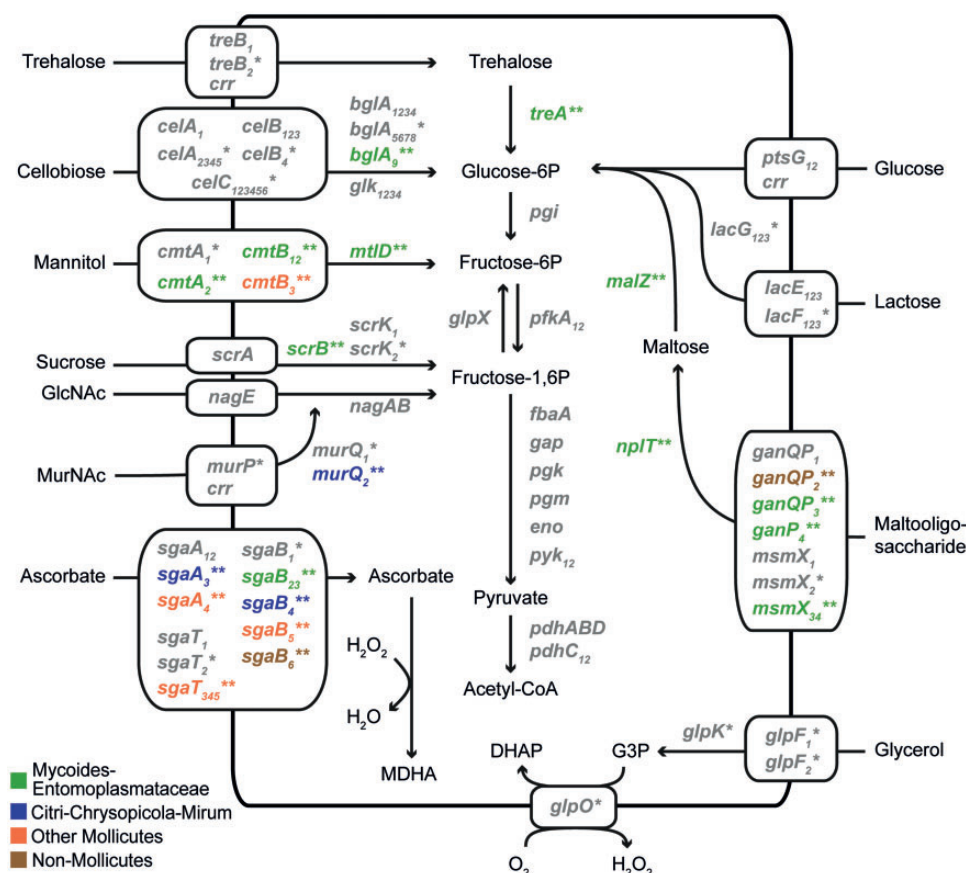 Trehalose
treB₁
treB₂*
crr
Trehalose
treA**
Cellobiose
celA₁ celB₁₂₃
celA₂₃₄₅* celB₄*
celC₁₂₃₄₅₆*
bglA₁₂₃₄
bglA₅₆₇₈*
bglA₉**
glk₁₂₃₄
Glucose-6P
ptsG₁₂
crr
Glucose
pgi
lacG₁₂₃*
Mannitol
cmtA₁* cmtB₁₂**
cmtA₂** cmtB₃**
mtlD**
Fructose-6P
malZ**
lacE₁₂₃
lacF₁₂₃*
Lactose
glpX pfkA₁₂
Sucrose
scrA
scrB**
scrK₁
scrK₂*
Maltose
GlcNAc
nagE
nagAB
Fructose-1,6P
MurNAc
murP*
crr
murQ₁*
murQ₂**
fbaA
gap
pgk
pgm
eno
pyk₁₂
nplT**
ganQP₁
ganQP₂**
ganQP₃**
ganP₄**
msmX₁
msmX₂*
msmX₃₄**
Maltooligo-
saccharide
Ascorbate
sgaA₁₂ sgaB₁*
sgaA₃** sgaB₂₃**
sgaA₄** sgaB₄**
sgaT₁ sgaB₅**
sgaT₂* sgaB₆**
sgaT₃₄₅**
Ascorbate
H₂O₂
H₂O
MDHA
Pyruvate
pdhABD
pdhC₁₂
Acetyl-CoA
DHAP
G3P
glpK*
glpF₁*
glpF₂*
Glycerol
glpO*
O₂
H₂O₂
Mycoides-
Entomoplasmataceae
Citri-Chrysopicola-Mirum
Other Mollicutes
Non-Mollicutes